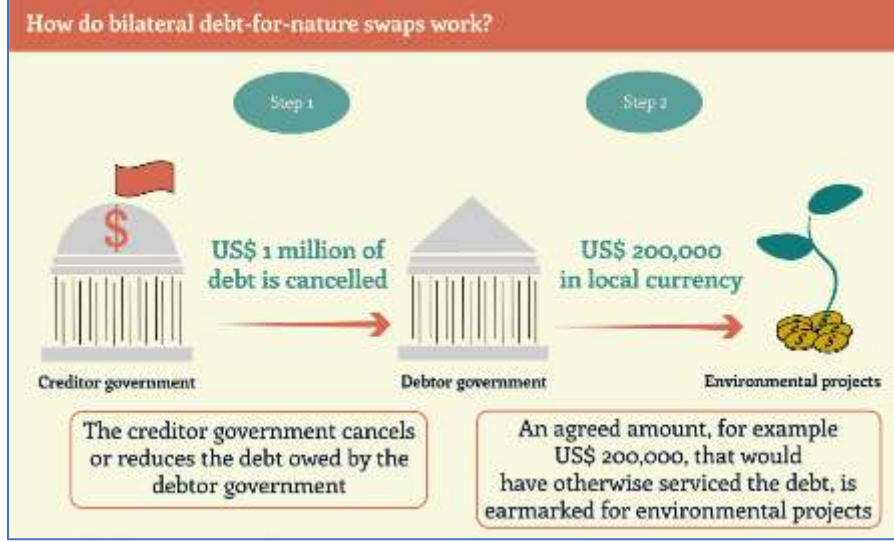 How do bilateral debt-for-nature swaps work?
Step 1
Step 2
$
US$ 1 million of
debt is cancelled
US$ 200,000
in local currency
Creditor government
Debtor government
Environmental projects
The creditor government cancels
or reduces the debt owed by the
debtor government
An agreed amount, for example
US$ 200,000, that would
have otherwise serviced the debt, is
earmarked for environmental projects